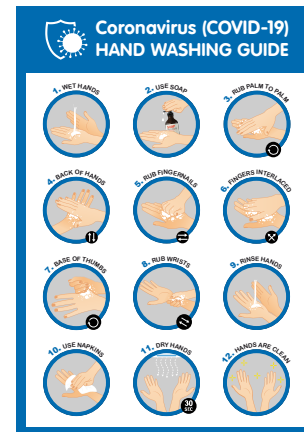 Coronavirus (COVID-19)
HAND WASHING GUIDE
1. WET HANDS
2. USE SOAP
3. RUB PALM TO PALM
4. BACK OF HANDS
5. RUB FINGERNAILS
6. FINGERS INTERLACED
7. BASE OF THUMBS
8. RUB WRISTS
9. RINSE HANDS
10. USE NAPKINS
11. DRY HANDS
30
SEC
12. HANDS ARE CLEAN